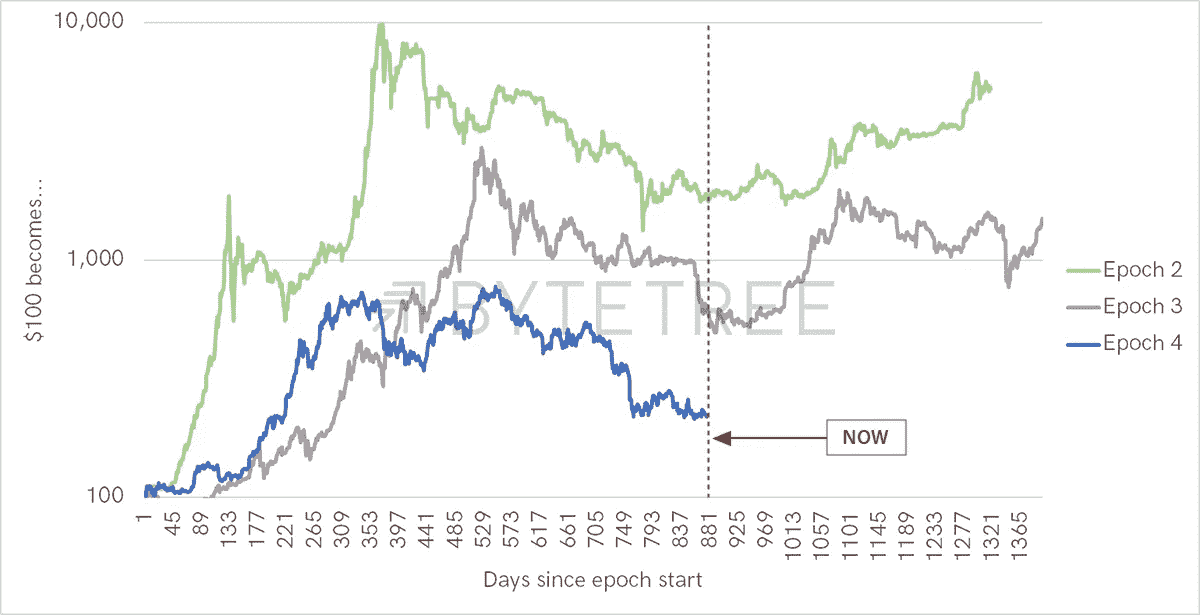 10,000
1,000
100
$100 becomes...
BYTETREE
NOW
Epoch 2
Epoch 3
Epoch 4
1 45 89 133 177 221 265 309 353 397 441 485 529 573 617 661 705 749 793 837 881 925 969 1013 1057 1101 1145 1189 1233 1277 1321 1365
Days since epoch start